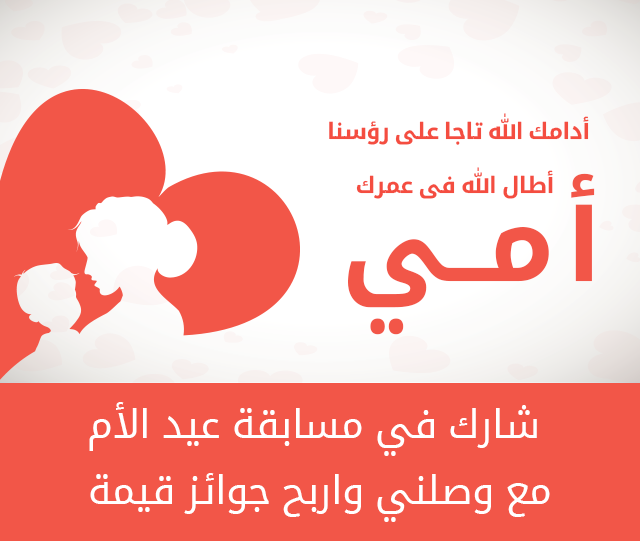 أدامك الله تاجا على رؤسنا
أطال الله فى عمرك
أمي
شارك في مسابقة عيد الأم
مع وصلني واربح جوائز قيمة